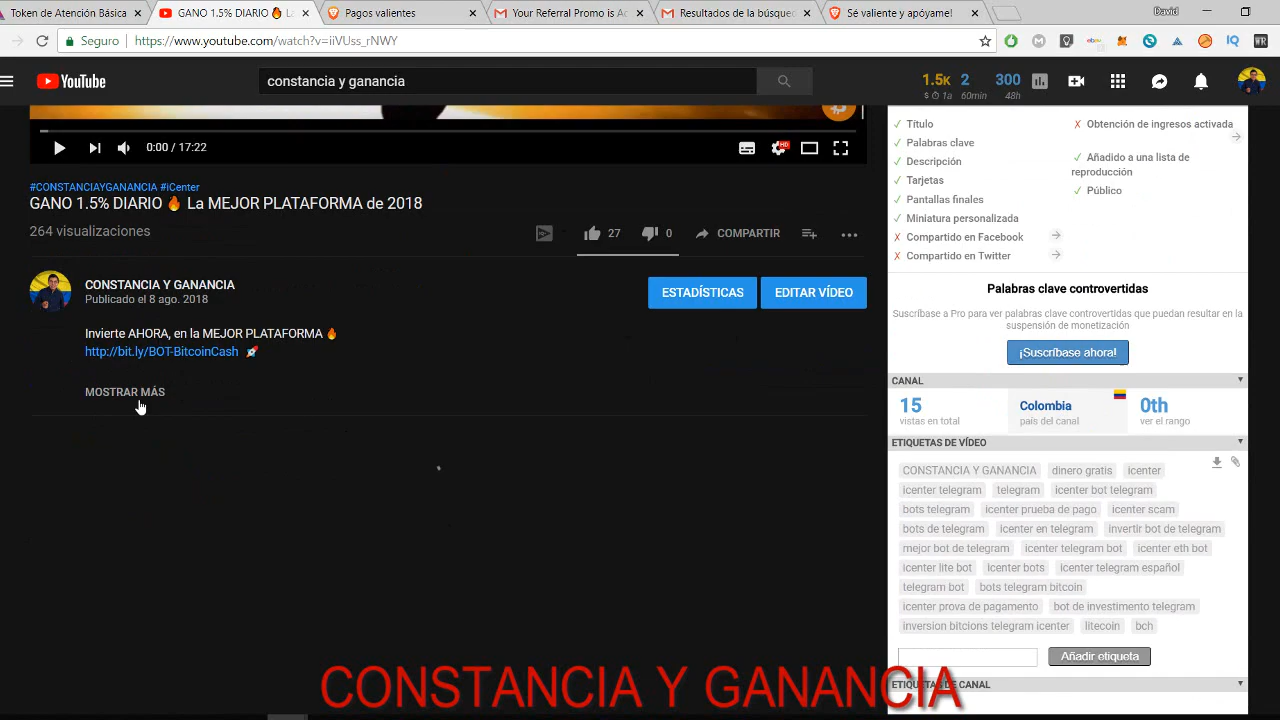 Token de Atención Básica
GANO 1.5% DIARIO 🔥 L
Pagos valientes
Your Referral Promo is Ac
Resultados de la búsqued
Sé valiente y apóyame!
David
Seguro
https://www.youtube.com/watch?v=iiVUss_rNWY
YouTube
constancia y ganancia
1.5K 2 300
$ 1a 60min 48h
0:00 / 17:22
HD
#CONSTANCIAYGANANCIA #iCenter
GANO 1.5% DIARIO 🔥 La MEJOR PLATAFORMA de 2018
264 visualizaciones
27
0
COMPARTIR
CONSTANCIA Y GANANCIA
Publicado el 8 ago. 2018
ESTADÍSTICAS
EDITAR VÍDEO
Invierte AHORA, en la MEJOR PLATAFORMA 🔥
http://bit.ly/BOT-BitcoinCash 🚀
MOSTRAR MÁS
✓ Título
✓ Palabras clave
✓ Descripción
✓ Tarjetas
✓ Pantallas finales
✓ Miniatura personalizada
✗ Compartido en Facebook
✗ Compartido en Twitter
✗ Obtención de ingresos activada
✓ Añadido a una lista de
reproducción
✓ Público
Palabras clave controvertidas
Suscríbase a Pro para ver palabras clave controvertidas que puedan resultar en la
suspensión de monetización
¡Suscríbase ahora!
CANAL
15
vistas en total
Colombia
país del canal
0th
ver el rango
ETIQUETAS DE VÍDEO
CONSTANCIA Y GANANCIA dinero gratis icenter
icenter telegram telegram icenter bot telegram
bots telegram icenter prueba de pago icenter scam
bots de telegram icenter en telegram invertir bot de telegram
mejor bot de telegram icenter telegram bot icenter eth bot
icenter lite bot icenter bots icenter telegram español
telegram bot bots telegram bitcoin
icenter prova de pagamento bot de investimento telegram
inversion bitcions telegram icenter litecoin bch
Añadir etiqueta
ETIQUETAS DE CANAL
CONSTANCIA Y GANANCIA